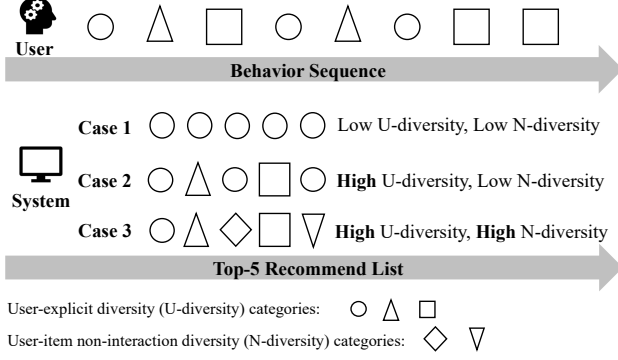 User
Behavior Sequence
Case 1 Low U-diversity, Low N-diversity
Case 2 High U-diversity, Low N-diversity
System
Case 3 High U-diversity, High N-diversity
Top-5 Recommend List
User-explicit diversity (U-diversity) categories:
User-item non-interaction diversity (N-diversity) categories: